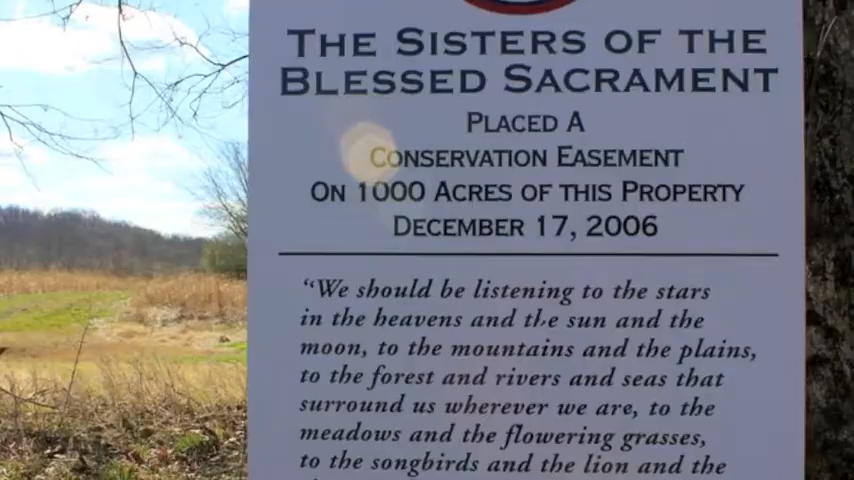 THE SISTERS OF THE
BLESSED SACRAMENT
PLACED A
CONSERVATION EASEMENT
ON 1000 ACRES OF THIS PROPERTY
DECEMBER 17, 2006
“We should be listening to the stars
in the heavens and the sun and the
moon, to the mountains and the plains,
to the forest and rivers and seas that
surround us wherever we are, to the
meadows and the flowering grasses,
to the songbirds and the lion and the